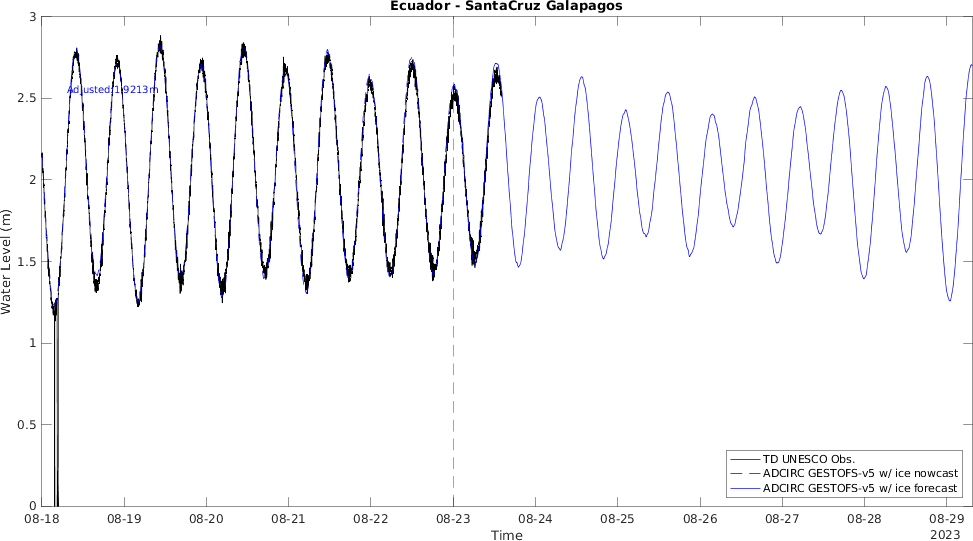 Ecuador - SantaCruz Galapagos
Water Level (m)
3
2.5
2
1.5
1
0.5
0
Adjusted:1.9213m
TD UNESCO Obs.
ADCIRC GESTOFS-v5 w/ ice nowcast
ADCIRC GESTOFS-v5 w/ ice forecast
08-18 08-19 08-20 08-21 08-22 08-23 08-24 08-25 08-26 08-27 08-28 08-29
2023
Time